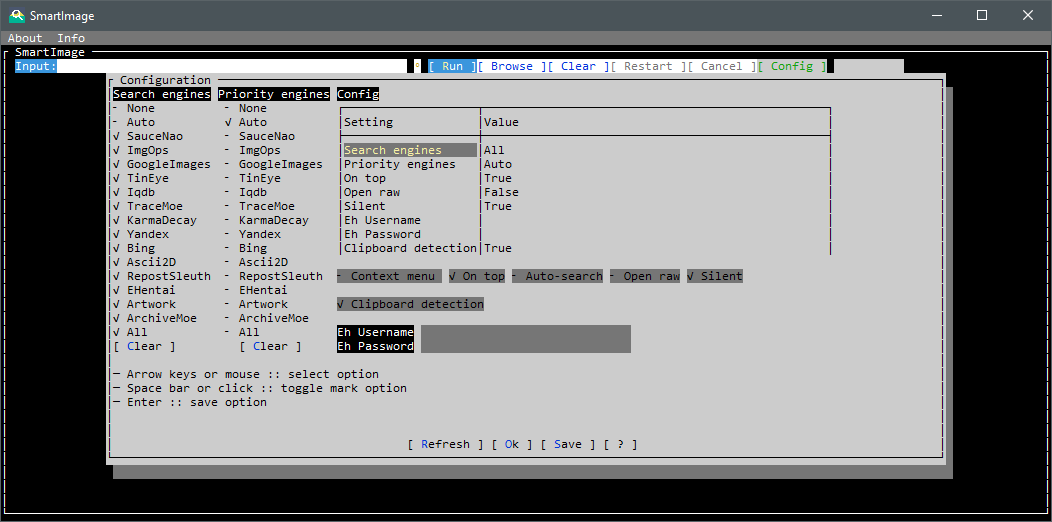 SmartImage
About Info
SmartImage
Input: [ Run ][ Browse ][ Clear ][ Restart ][ Cancel ][ Config ]
Configuration
Search engines Priority engines Config
- None - None
- Auto √ Auto Setting Value
√ SauceNao - SauceNao
√ ImgOps - ImgOps Search engines All
√ GoogleImages - GoogleImages Priority engines Auto
√ TinEye - TinEye On top True
√ Iqdb - Iqdb Open raw False
√ TraceMoe - TraceMoe Silent True
√ KarmaDecay - KarmaDecay Eh Username
√ Yandex - Yandex Eh Password
√ Bing - Bing Clipboard detection True
√ Ascii2D - Ascii2D
√ RepostSleuth - RepostSleuth - Context menu √ On top - Auto-search - Open raw √ Silent
√ EHentai - EHentai
√ Artwork - Artwork √ Clipboard detection
√ ArchiveMoe - ArchiveMoe
√ All - All Eh Username
[ Clear ] [ Clear ] Eh Password
— Arrow keys or mouse :: select option
— Space bar or click :: toggle mark option
— Enter :: save option
[ Refresh ] [ Ok ] [ Save ] [ ? ]